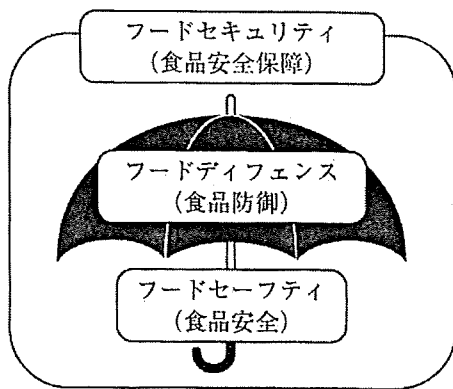 フードセキュリティ
(食品安全保障)
フードディフェンス
(食品防御)
フードセーフティ
(食品安全)